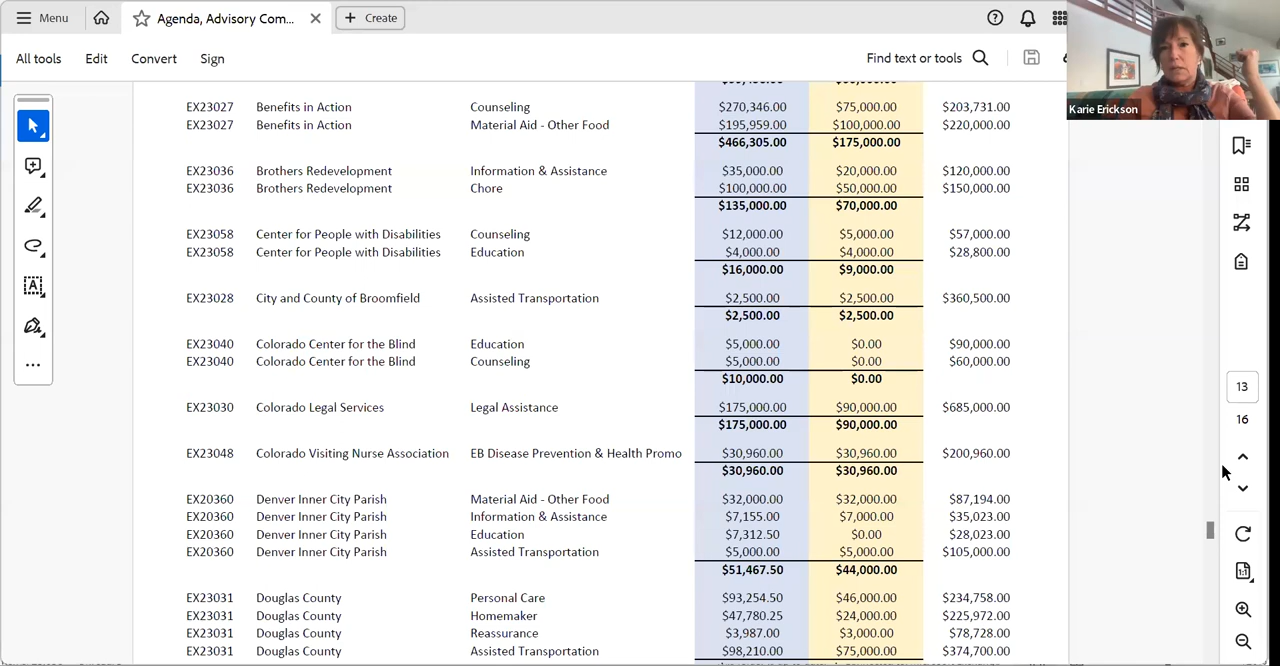 Menu Agenda, Advisory Com... Create
All tools Edit Convert Sign Find text or tools
Karie Erickson
EX23027 Benefits in Action Counseling $270,346.00 $75,000.00 $203,731.00
EX23027 Benefits in Action Material Aid - Other Food $195,959.00 $100,000.00 $220,000.00
$466,305.00 $175,000.00
EX23036 Brothers Redevelopment Information & Assistance $35,000.00 $20,000.00 $120,000.00
EX23036 Brothers Redevelopment Chore $100,000.00 $50,000.00 $150,000.00
$135,000.00 $70,000.00
EX23058 Center for People with Disabilities Counseling $12,000.00 $5,000.00 $57,000.00
EX23058 Center for People with Disabilities Education $4,000.00 $4,000.00 $28,800.00
$16,000.00 $9,000.00
EX23028 City and County of Broomfield Assisted Transportation $2,500.00 $2,500.00 $360,500.00
$2,500.00 $2,500.00
EX23040 Colorado Center for the Blind Education $5,000.00 $0.00 $90,000.00
EX23040 Colorado Center for the Blind Counseling $5,000.00 $0.00 $60,000.00
$10,000.00 $0.00
13
EX23030 Colorado Legal Services Legal Assistance $175,000.00 $90,000.00 $685,000.00
16
$175,000.00 $90,000.00
EX23048 Colorado Visiting Nurse Association EB Disease Prevention & Health Promo $30,960.00 $30,960.00 $200,960.00
$30,960.00 $30,960.00
EX20360 Denver Inner City Parish Material Aid - Other Food $32,000.00 $32,000.00 $87,194.00
EX20360 Denver Inner City Parish Information & Assistance $7,155.00 $7,000.00 $35,023.00
EX20360 Denver Inner City Parish Education $7,312.50 $0.00 $28,023.00
EX20360 Denver Inner City Parish Assisted Transportation $5,000.00 $5,000.00 $105,000.00
$51,467.50 $44,000.00
EX23031 Douglas County Personal Care $93,254.50 $46,000.00 $234,758.00
EX23031 Douglas County Homemaker $47,780.25 $24,000.00 $225,972.00
EX23031 Douglas County Reassurance $3,987.00 $3,000.00 $78,728.00
EX23031 Douglas County Assisted Transportation $98,210.00 $75,000.00 $374,700.00